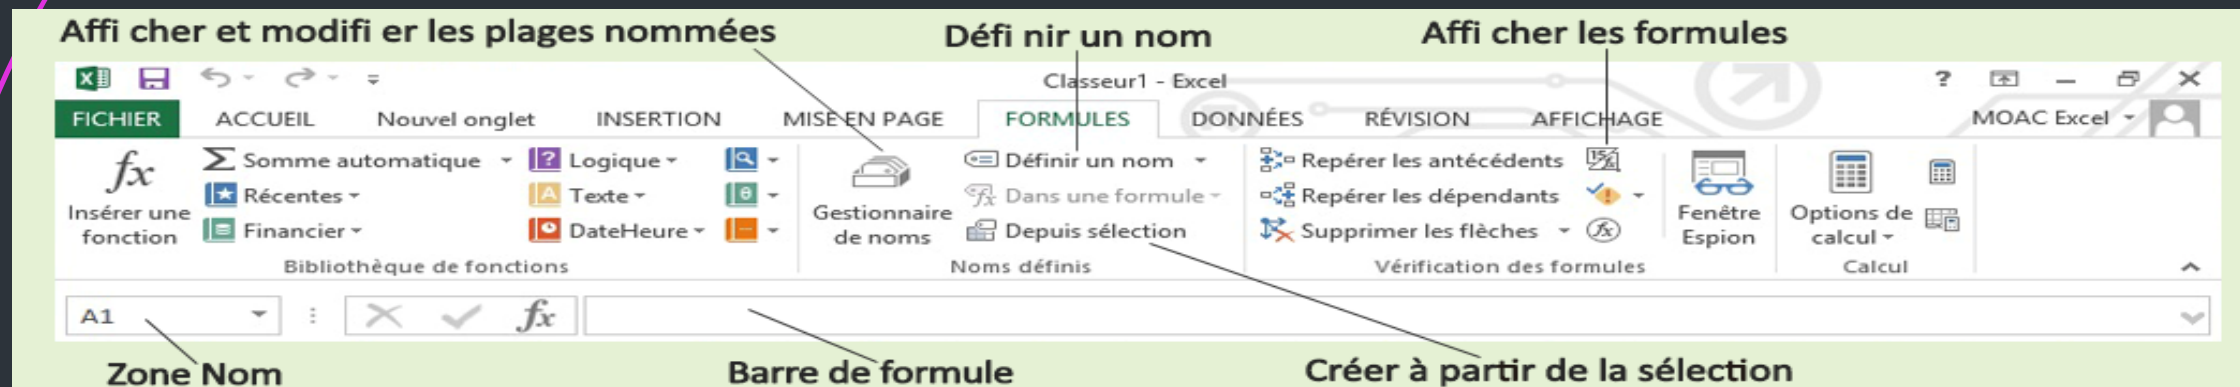 Affi cher et modifi er les plages nommées
Défi nir un nom
Affi cher les formules
Classeur1 - Excel
?
FICHIER ACCUEIL Nouvel onglet INSERTION MISE EN PAGE FORMULES DONNÉES RÉVISION AFFICHAGE MOAC Excel
fx
Insérer une
fonction
Σ Somme automatique
Récentes
Financier
? Logique
A Texte
DateHeure
θ
Bibliothèque de fonctions
Gestionnaire
de noms
Définir un nom
Dans une formule
Depuis sélection
Noms définis
Repérer les antécédents
Repérer les dépendants
Supprimer les flèches
fx
Vérification des formules
Fenêtre
Espion
Options de
calcul
Calcul
A1
fx
Zone Nom
Barre de formule
Créer à partir de la sélection